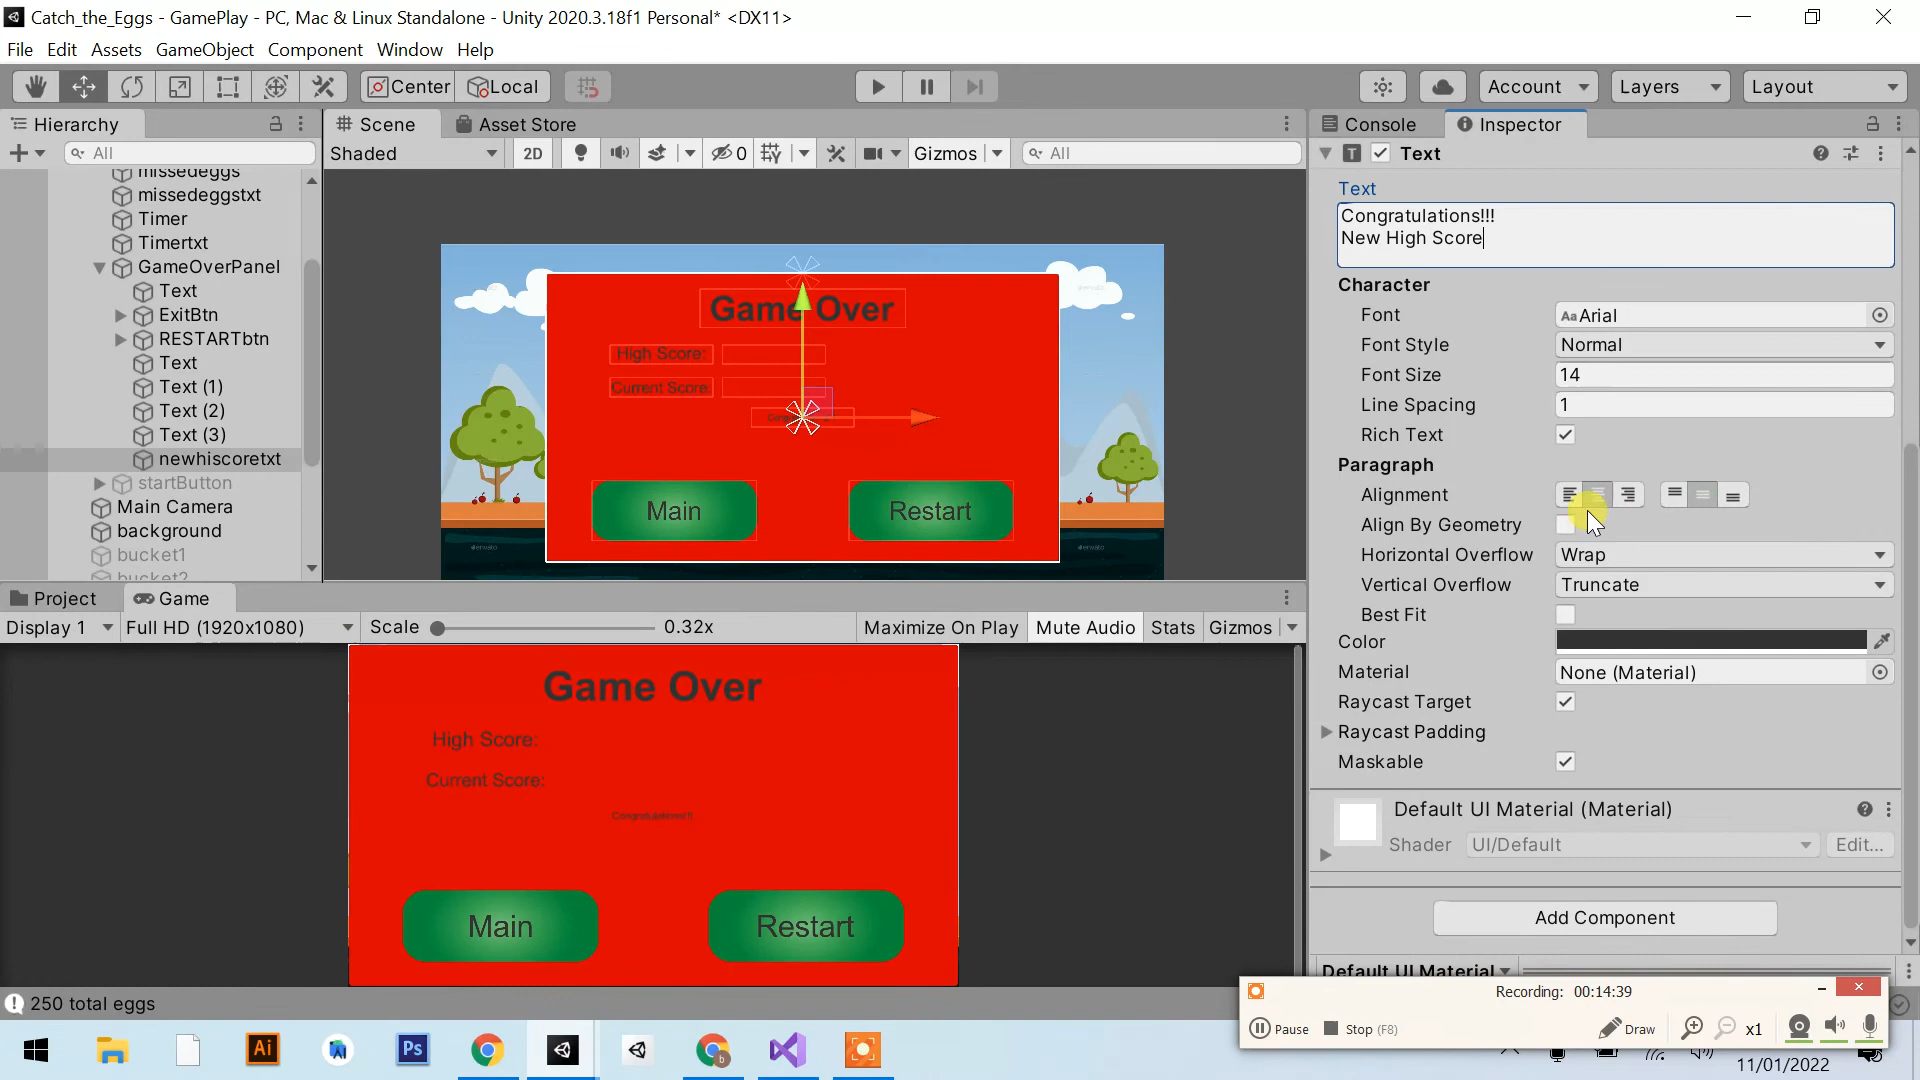 Catch_the_Eggs - GamePlay - PC, Mac & Linux Standalone - Unity 2020.3.18f1 Personal* <DX11>
File Edit Assets GameObject Component Window Help
Center Local Account Layers Layout
Hierarchy
All
missedeggs
missedeggstxt
Timer
Timertxt
GameOverPanel
Text
ExitBtn
RESTARTbtn
Text
Text (1)
Text (2)
Text (3)
newhiscoretxt
startButton
Main Camera
background
bucket1
bucket2
Scene Asset Store
Shaded 2D 0 Gizmos All
Game Over
High Score:
Current Score:
Main Restart
Project Game
Display 1 Full HD (1920x1080) Scale 0.32x Maximize On Play Mute Audio Stats Gizmos
Game Over
High Score:
Current Score:
Congratulations!!!
Main Restart
250 total eggs
Console Inspector
Text
Text
Congratulations!!!
New High Score
Character
Font Arial
Font Style Normal
Font Size 14
Line Spacing 1
Rich Text
Paragraph
Alignment
Align By Geometry
Horizontal Overflow Wrap
Vertical Overflow Truncate
Best Fit
Color
Material None (Material)
Raycast Target
Raycast Padding
Maskable
Default UI Material (Material)
Shader UI/Default Edit...
Add Component
Default UI Material
Recording: 00:14:39
Pause Stop (F8) Draw x1
Ai Ps
11/01/2022